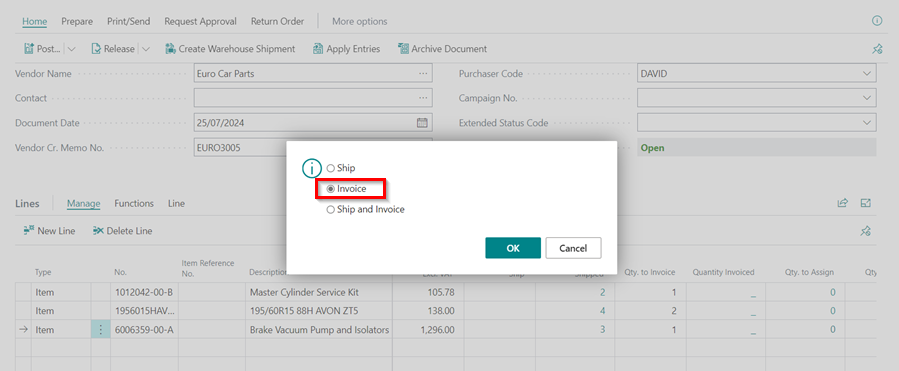 Home Prepare Print/Send Request Approval Return Order More options
Post... Release Create Warehouse Shipment Apply Entries Archive Document
Vendor Name Euro Car Parts ... Purchaser Code DAVID
Contact ... Campaign No.
Document Date 25/07/2024 Extended Status Code
Vendor Cr. Memo No. EURO3005 Open
Ship
Invoice
Ship and Invoice
OK Cancel
Lines Manage Functions Line
New Line Delete Line
Type No. Item Reference No. Description Excl. VAT Ship Shipped Qty. to Invoice Quantity Invoiced Qty. to Assign
Item 1012042-00-B Master Cylinder Service Kit 105.78 2 1 _ 0
Item 1956015HAV... 195/60R15 88H AVON ZT5 138.00 4 2 _ 0
Item 6006359-00-A Brake Vacuum Pump and Isolators 1,296.00 3 1 _ 0